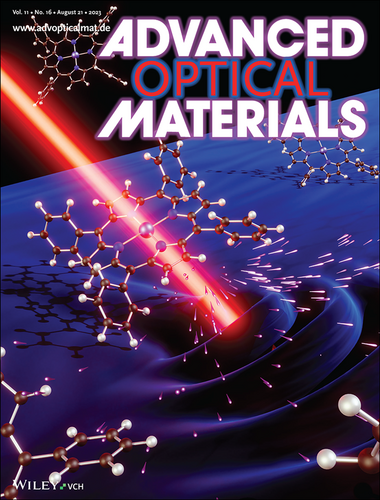 Vol. 11 • No. 16 • August 21 • 2023
www.advopticalmat.de
ADVANCED
OPTICAL
MATERIALS
WILEY-VCH